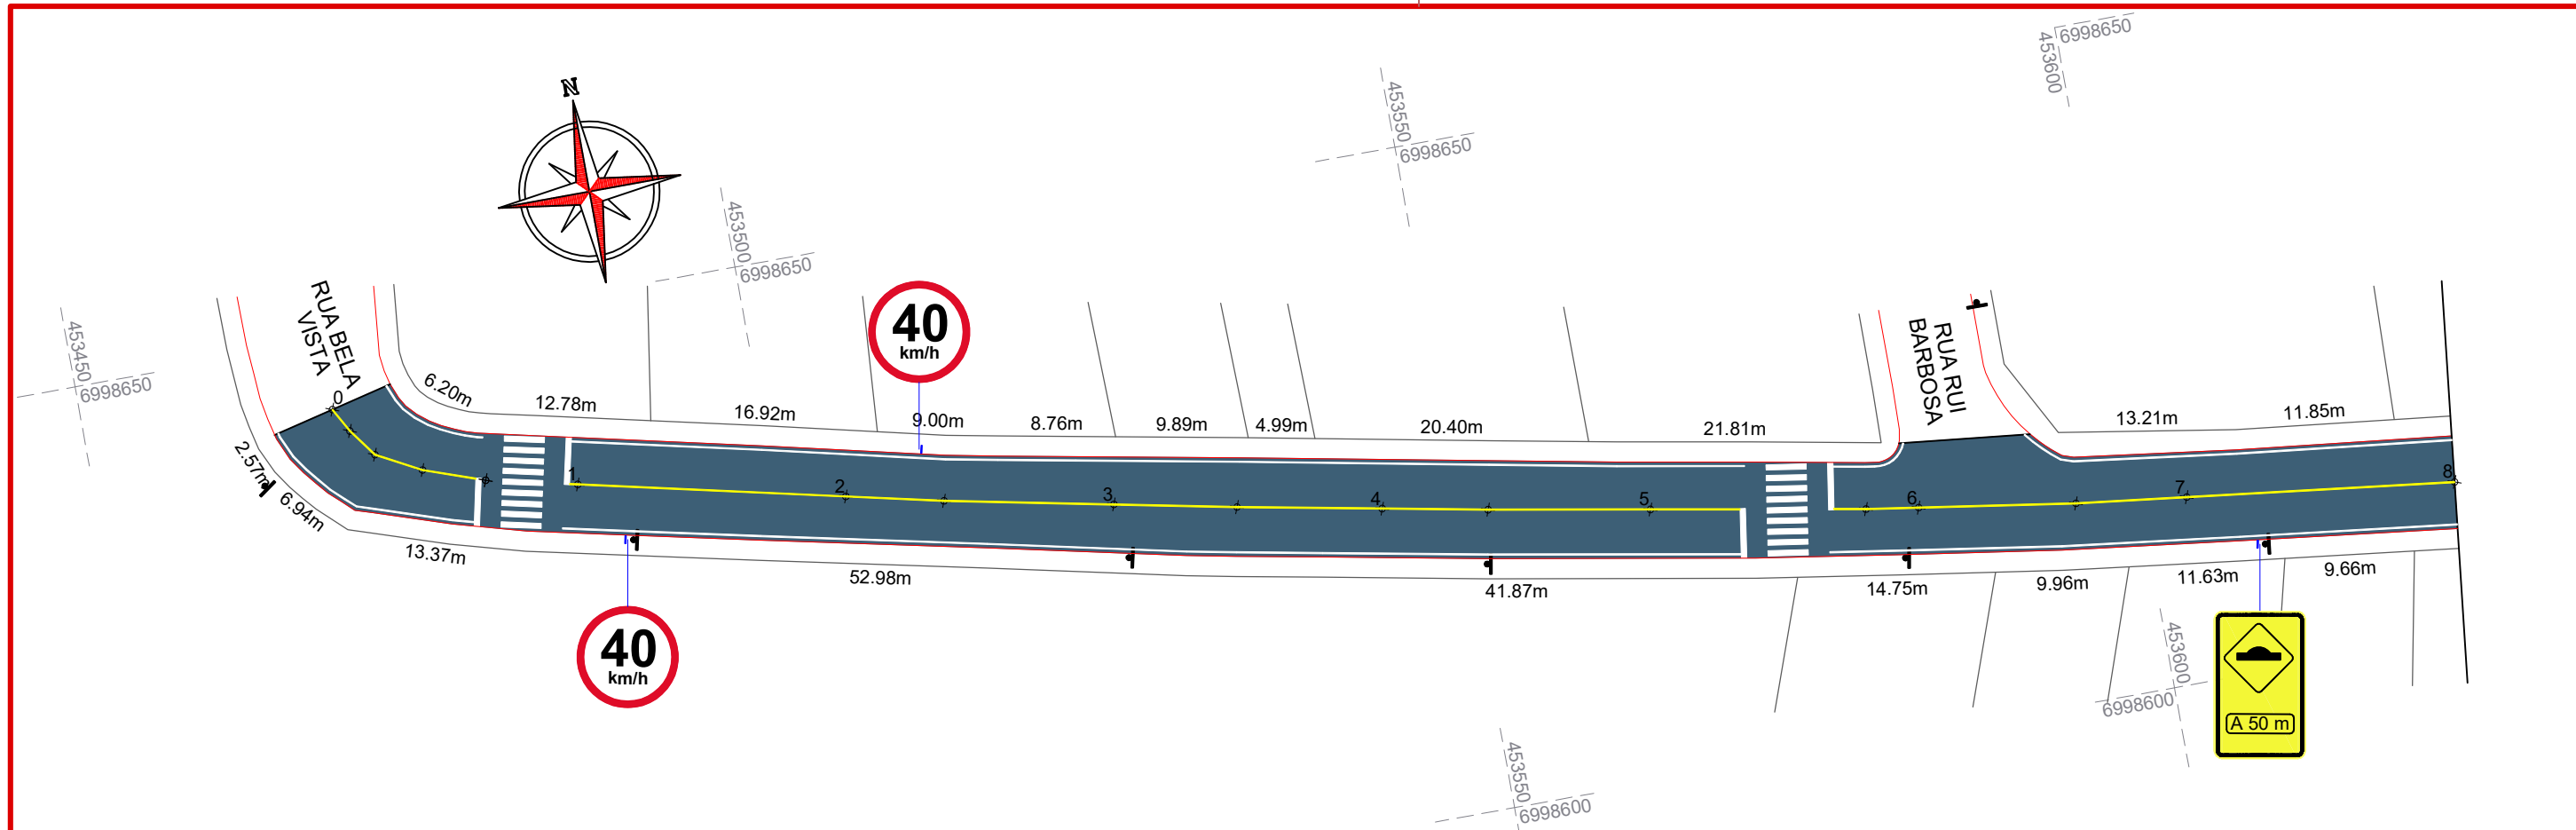 6998650
453600
N
453550
6998650
453500
6998650
453450
6998650
RUA BELA
VISTA
40
km/h
RUA RUI
BARBOSA
0
6.20m
12.78m
16.92m
9.00m
8.76m
9.89m
4.99m
20.40m
21.81m
13.21m
11.85m
1
2
3
4
5
6
7
8
2.57m
6.94m
13.37m
52.98m
41.87m
14.75m
9.96m
11.63m
9.66m
40
km/h
453600
6998600
A 50 m
453550
6998600